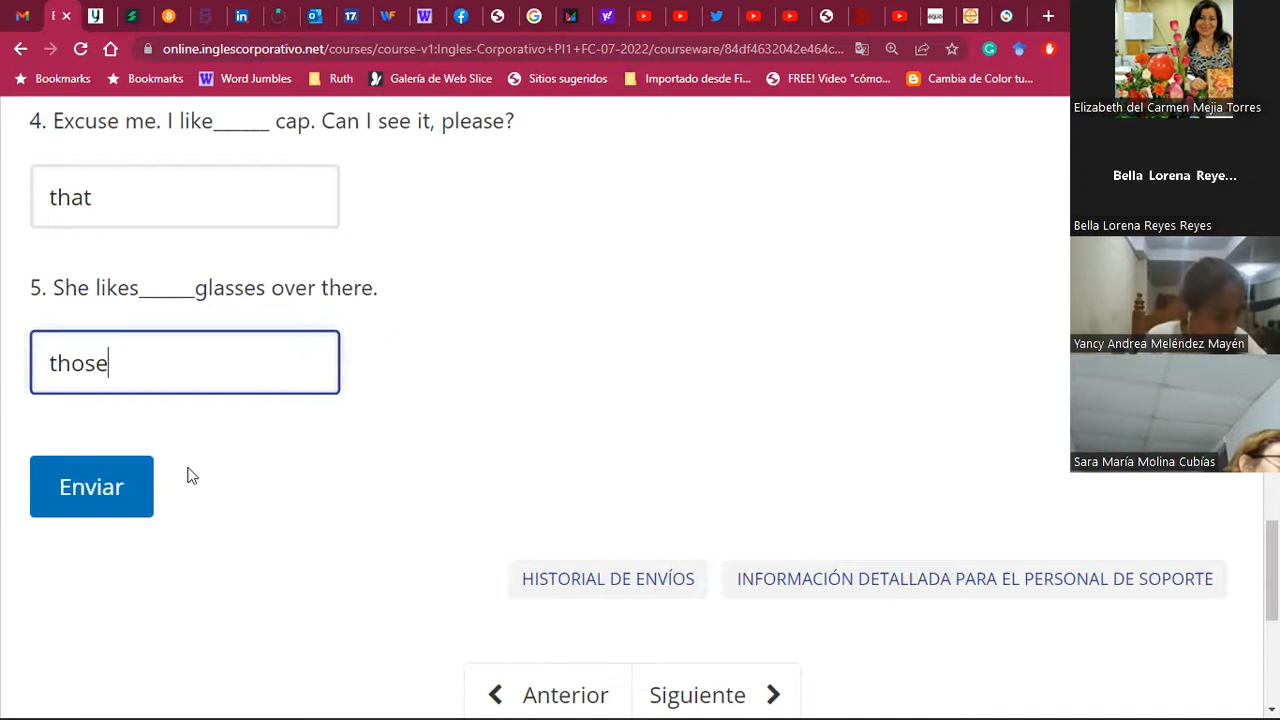 17
online.inglescorporativo.net/courses/course-v1:Ingles-Corporativo+PI1+FC-07-2022/courseware/84df4632042e464c...
Bookmarks
Bookmarks
Word Jumbles
Ruth
Galería de Web Slice
Sitios sugeridos
Importado desde Fi...
FREE! Video "cómo...
Cambia de Color tu...
4. Excuse me. I like______ cap. Can I see it, please?
that
5. She likes______glasses over there.
those
Enviar
HISTORIAL DE ENVÍOS
INFORMACIÓN DETALLADA PARA EL PERSONAL DE SOPORTE
Anterior
Siguiente
Elizabeth del Carmen Mejia Torres
Bella Lorena Reye...
Bella Lorena Reyes Reyes
Yancy Andrea Meléndez Mayén
Sara María Molina Cubías